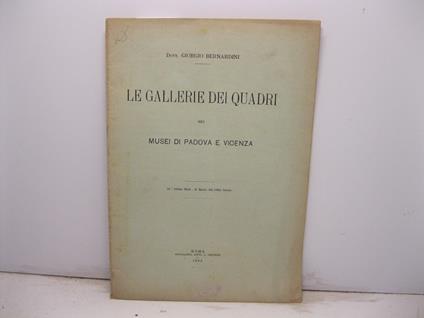 Dott. GIORGIO BERNARDINI
LE GALLERIE DEI QUADRI
NEI
MUSEI DI PADOVA E VICENZA
ROMA